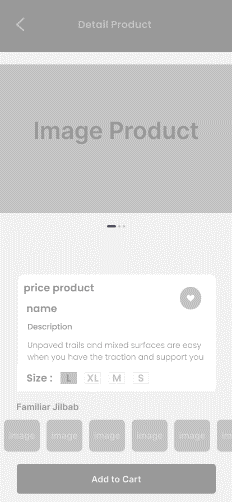 Detail Product
Image Product
price product
name
Description
Unpaved trails and mixed surfaces are easy
when you have the traction and support you
Size : L XL M S
Familiar Jilbab
Image Image Image Image Image Image
Add to Cart